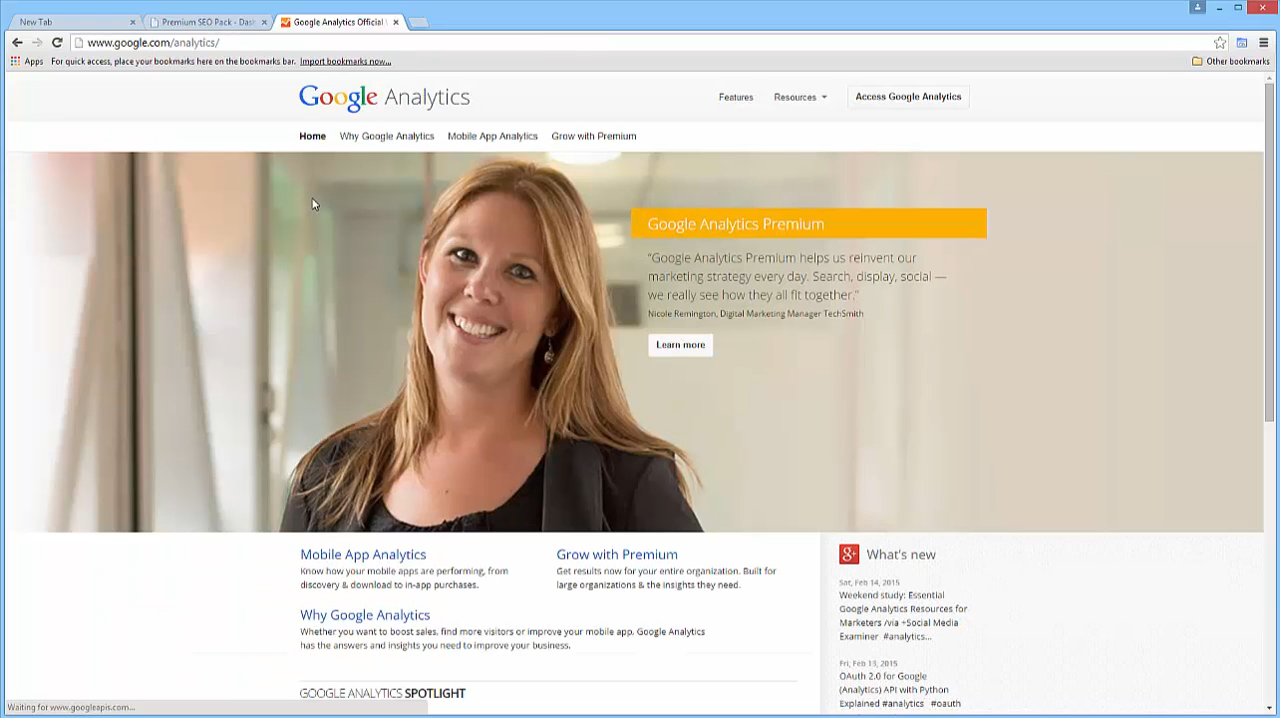 New Tab
Premium SEO Pack - Dash
Google Analytics Official
www.google.com/analytics/
Apps
For quick access, place your bookmarks here on the bookmarks bar. Import bookmarks now...
Other bookmarks
Google Analytics
Features
Resources
Access Google Analytics
Home
Why Google Analytics
Mobile App Analytics
Grow with Premium
Google Analytics Premium
“Google Analytics Premium helps us reinvent our
marketing strategy every day. Search, display, social —
we really see how they all fit together.”
Nicole Remington, Digital Marketing Manager TechSmith
Learn more
Mobile App Analytics
Know how your mobile apps are performing, from
discovery & download to in-app purchases.
Grow with Premium
Get results now for your entire organization. Built for
large organizations & the insights they need.
Why Google Analytics
Whether you want to boost sales, find more visitors or improve your mobile app, Google Analytics
has the answers and insights you need to improve your business.
GOOGLE ANALYTICS SPOTLIGHT
g+ What's new
Sat, Feb 14, 2015
Weekend study: Essential
Google Analytics Resources for
Marketers /via +Social Media
Examiner #analytics...
Fri, Feb 13, 2015
OAuth 2.0 for Google
(Analytics) API with Python
Explained #analytics #oauth
Waiting for www.googleapis.com...